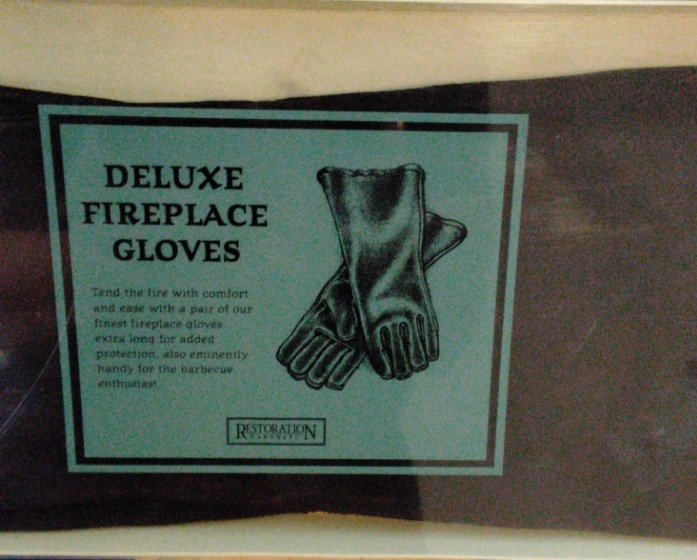 DELUXE
FIREPLACE
GLOVES
Tend the fire with comfort
and ease with a pair of our
finest fireplace gloves
extra long for added
protection, also eminently
handy for the barbecue
enthusiast
RESTORATION
HARDWARE